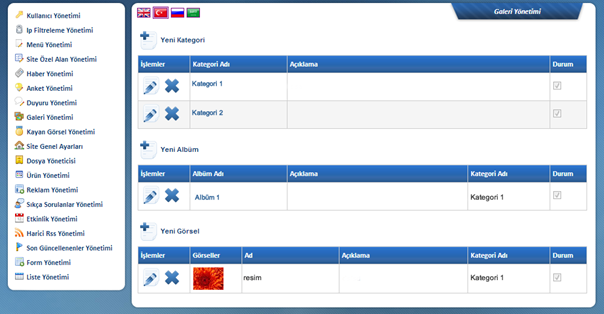 Kullanıcı Yönetimi
Ip Filtreleme Yönetimi
Menü Yönetimi
Site Özel Alan Yönetimi
Haber Yönetimi
Anket Yönetimi
Duyuru Yönetimi
Galeri Yönetimi
Kayan Görsel Yönetimi
Site Genel Ayarları
Dosya Yöneticisi
Ürün Yönetimi
Reklam Yönetimi
Sıkça Sorulanlar Yönetimi
Etkinlik Yönetimi
Harici Rss Yönetimi
Son Güncellenenler Yönetimi
Form Yönetimi
Liste Yönetimi
Galeri Yönetimi
Yeni Kategori
İşlemler Kategori Adı Açıklama Durum
Kategori 1
Kategori 2
Yeni Albüm
İşlemler Albüm Adı Açıklama Kategori Adı Durum
Albüm 1 Kategori 1
Yeni Görsel
İşlemler Görseller Ad Açıklama Kategori Adı Durum
resim Kategori 1